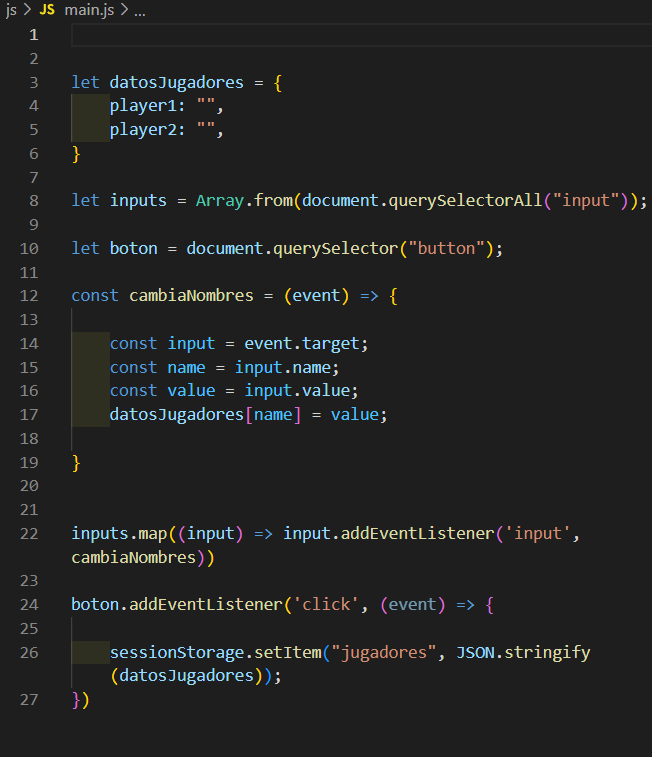 js > JS main.js > ...
1
2
3 let datosJugadores = {
4 player1: "",
5 player2: "",
6 }
7
8 let inputs = Array.from(document.querySelectorAll("input"));
9
10 let boton = document.querySelector("button");
11
12 const cambiaNombres = (event) => {
13
14 const input = event.target;
15 const name = input.name;
16 const value = input.value;
17 datosJugadores[name] = value;
18
19 }
20
21
22 inputs.map((input) => input.addEventListener('input',
cambiaNombres))
23
24 boton.addEventListener('click', (event) => {
25
26 sessionStorage.setItem("jugadores", JSON.stringify
(datosJugadores));
27 })